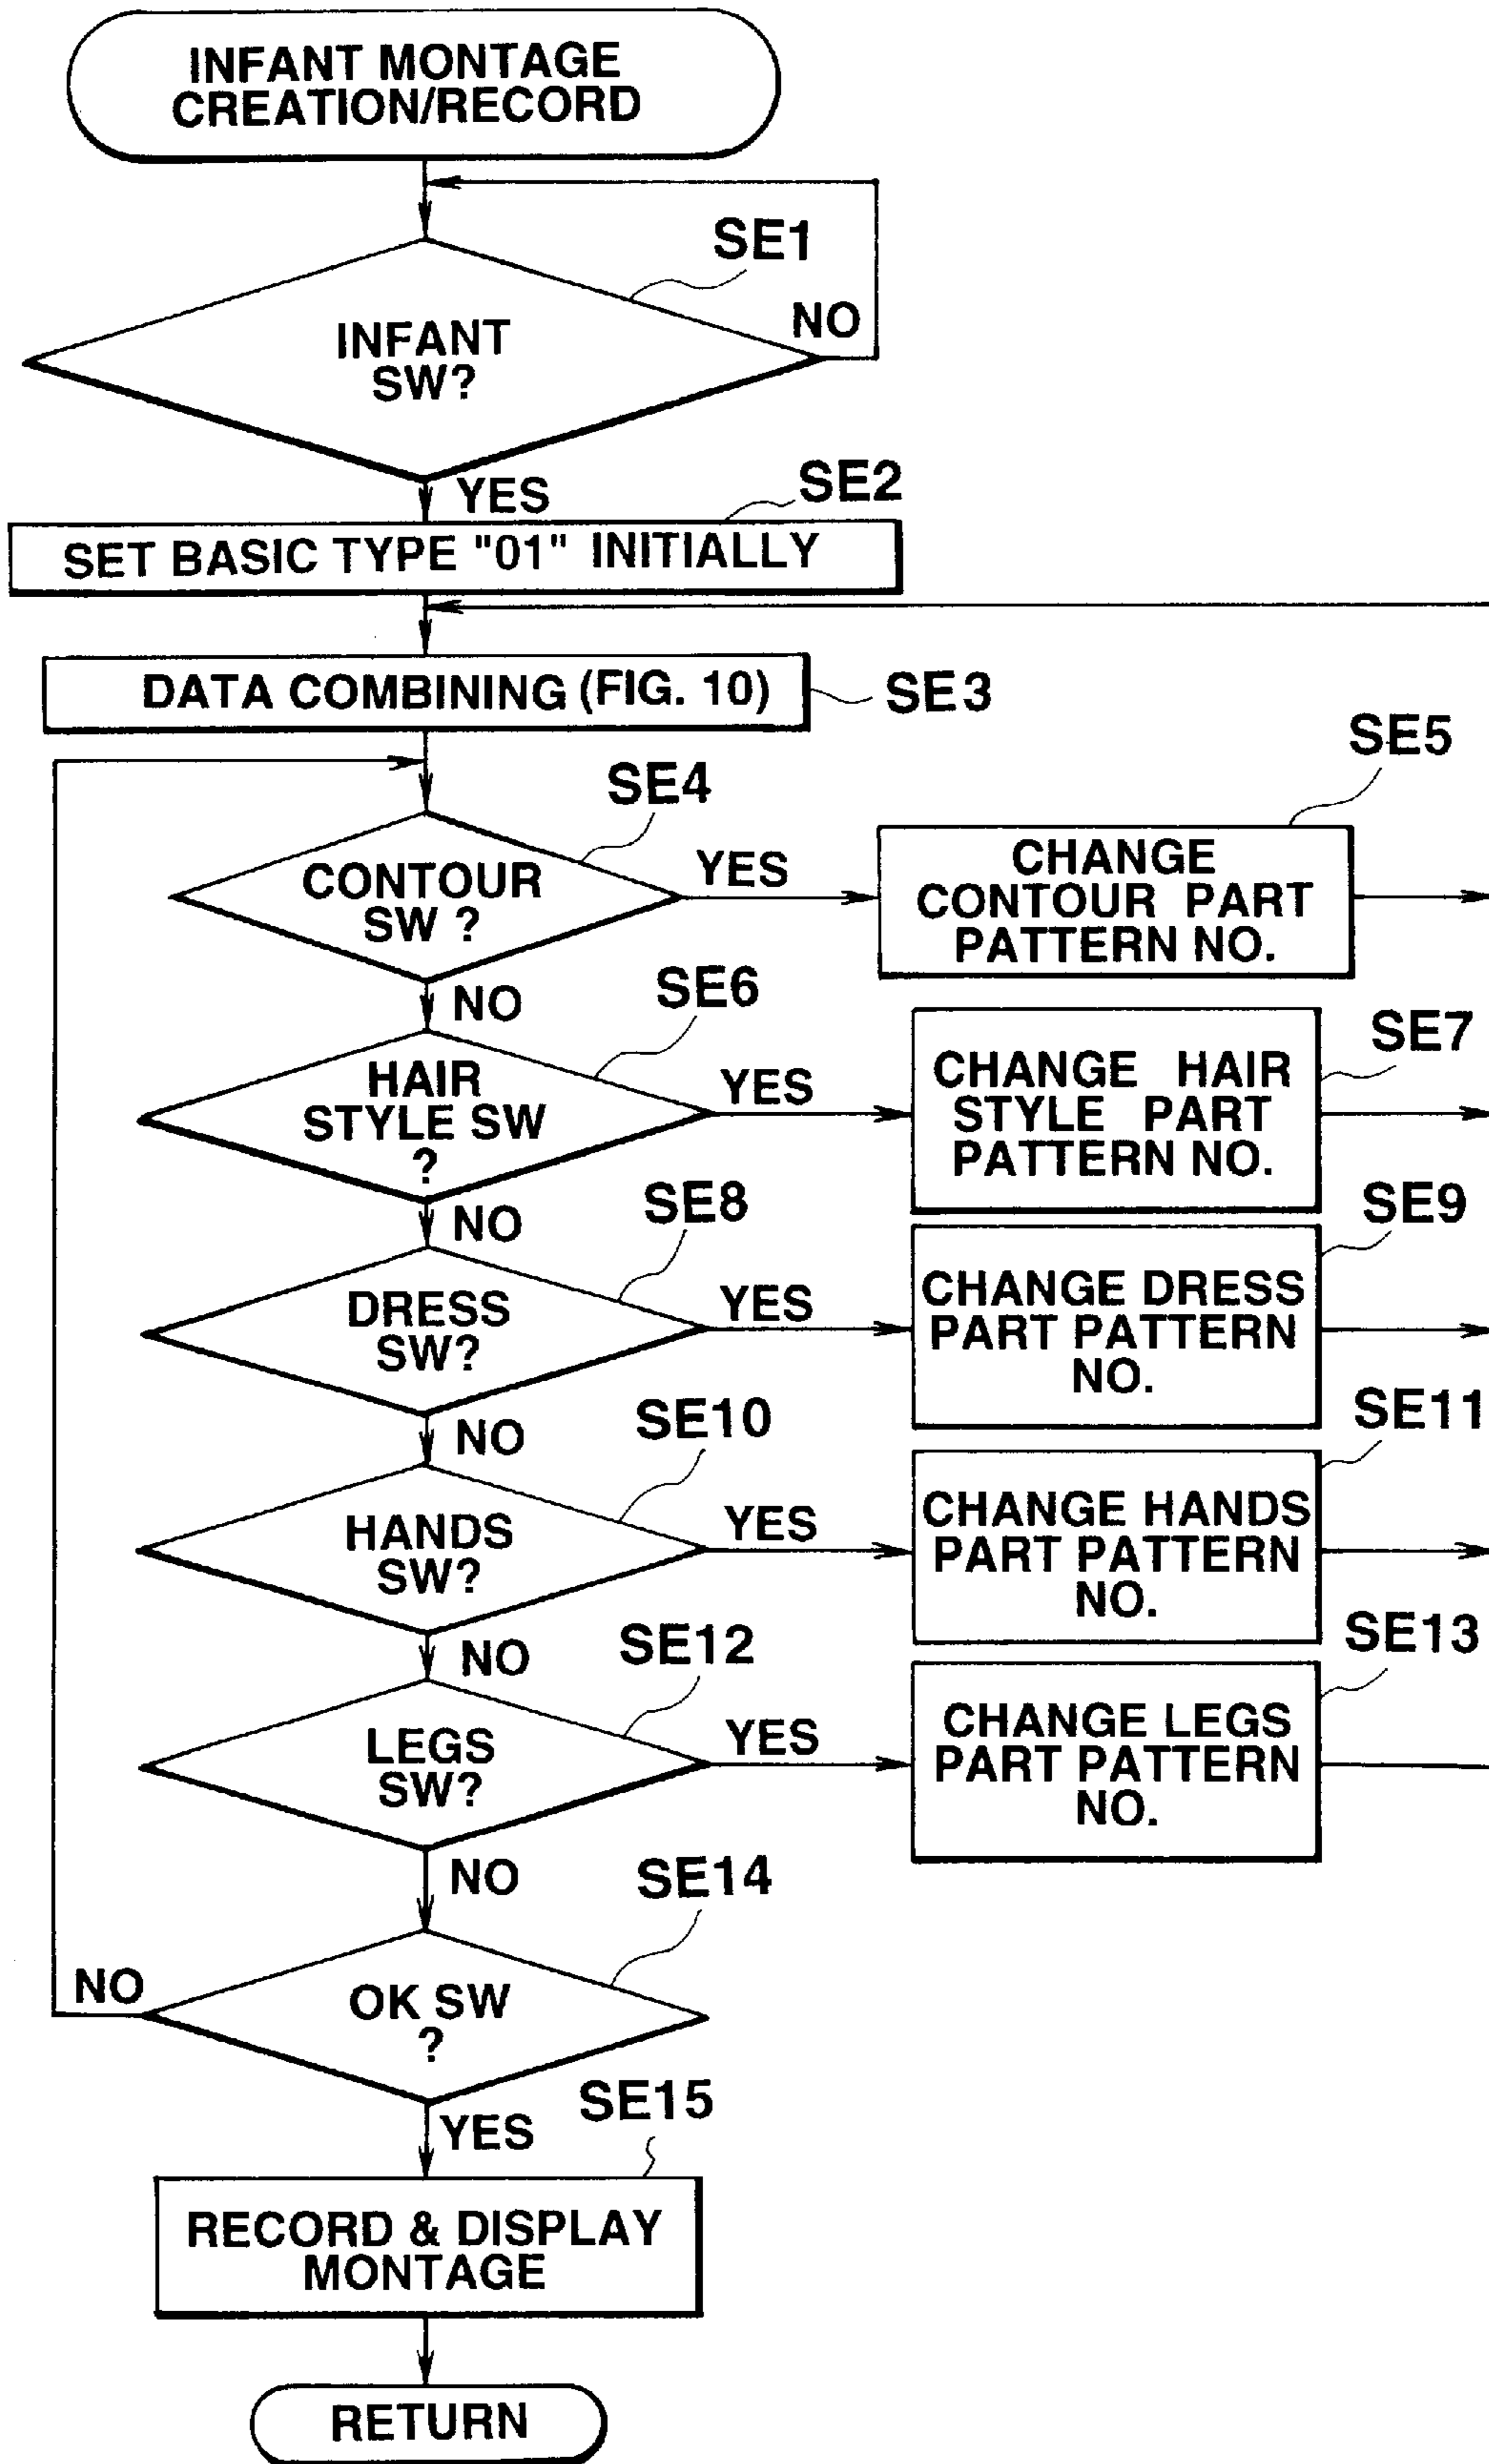 INFANT MONTAGE
CREATION/RECORD
SE1
NO
INFANT
SW?
YES
SE2
SET BASIC TYPE "01" INITIALLY
DATA COMBINING (FIG. 10)
SE3
SE4
CONTOUR
SW ?
YES
SE5
CHANGE
CONTOUR PART
PATTERN NO.
NO
SE6
HAIR
STYLE SW
?
YES
SE7
CHANGE HAIR
STYLE PART
PATTERN NO.
NO
SE8
DRESS
SW?
YES
SE9
CHANGE DRESS
PART PATTERN
NO.
NO
SE10
HANDS
SW?
YES
SE11
CHANGE HANDS
PART PATTERN
NO.
NO
SE12
LEGS
SW?
YES
SE13
CHANGE LEGS
PART PATTERN
NO.
NO
SE14
NO
OK SW
?
YES
SE15
RECORD & DISPLAY
MONTAGE
RETURN